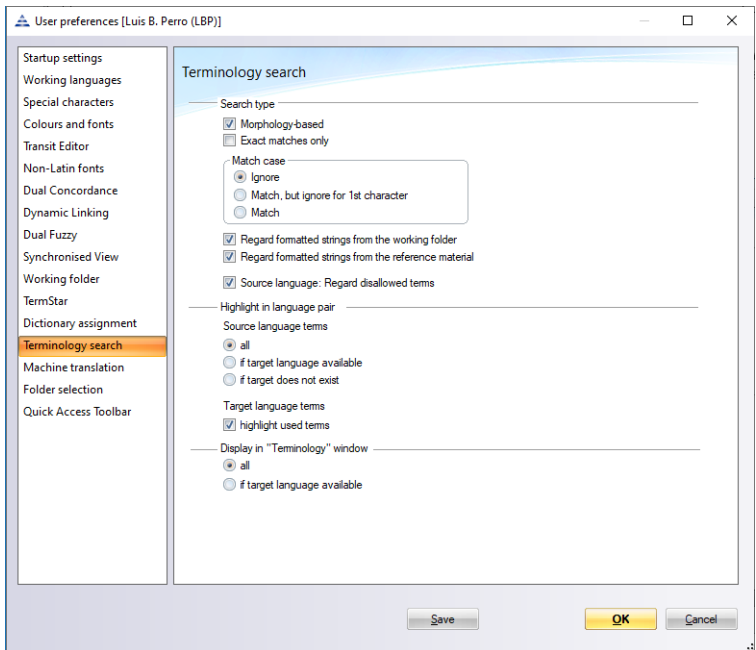 User preferences [Luis B. Perro (LBP)]
Startup settings
Working languages
Special characters
Colours and fonts
Transit Editor
Non-Latin fonts
Dual Concordance
Dynamic Linking
Dual Fuzzy
Synchronised View
Working folder
TermStar
Dictionary assignment
Terminology search
Machine translation
Folder selection
Quick Access Toolbar
Terminology search
Search type
Morphology-based
Exact matches only
Match case
Ignore
Match, but ignore for 1st character
Match
Regard formatted strings from the working folder
Regard formatted strings from the reference material
Source language: Regard disallowed terms
Highlight in language pair
Source language terms
all
if target language available
if target does not exist
Target language terms
highlight used terms
Display in "Terminology" window
all
if target language available
Save
OK
Cancel